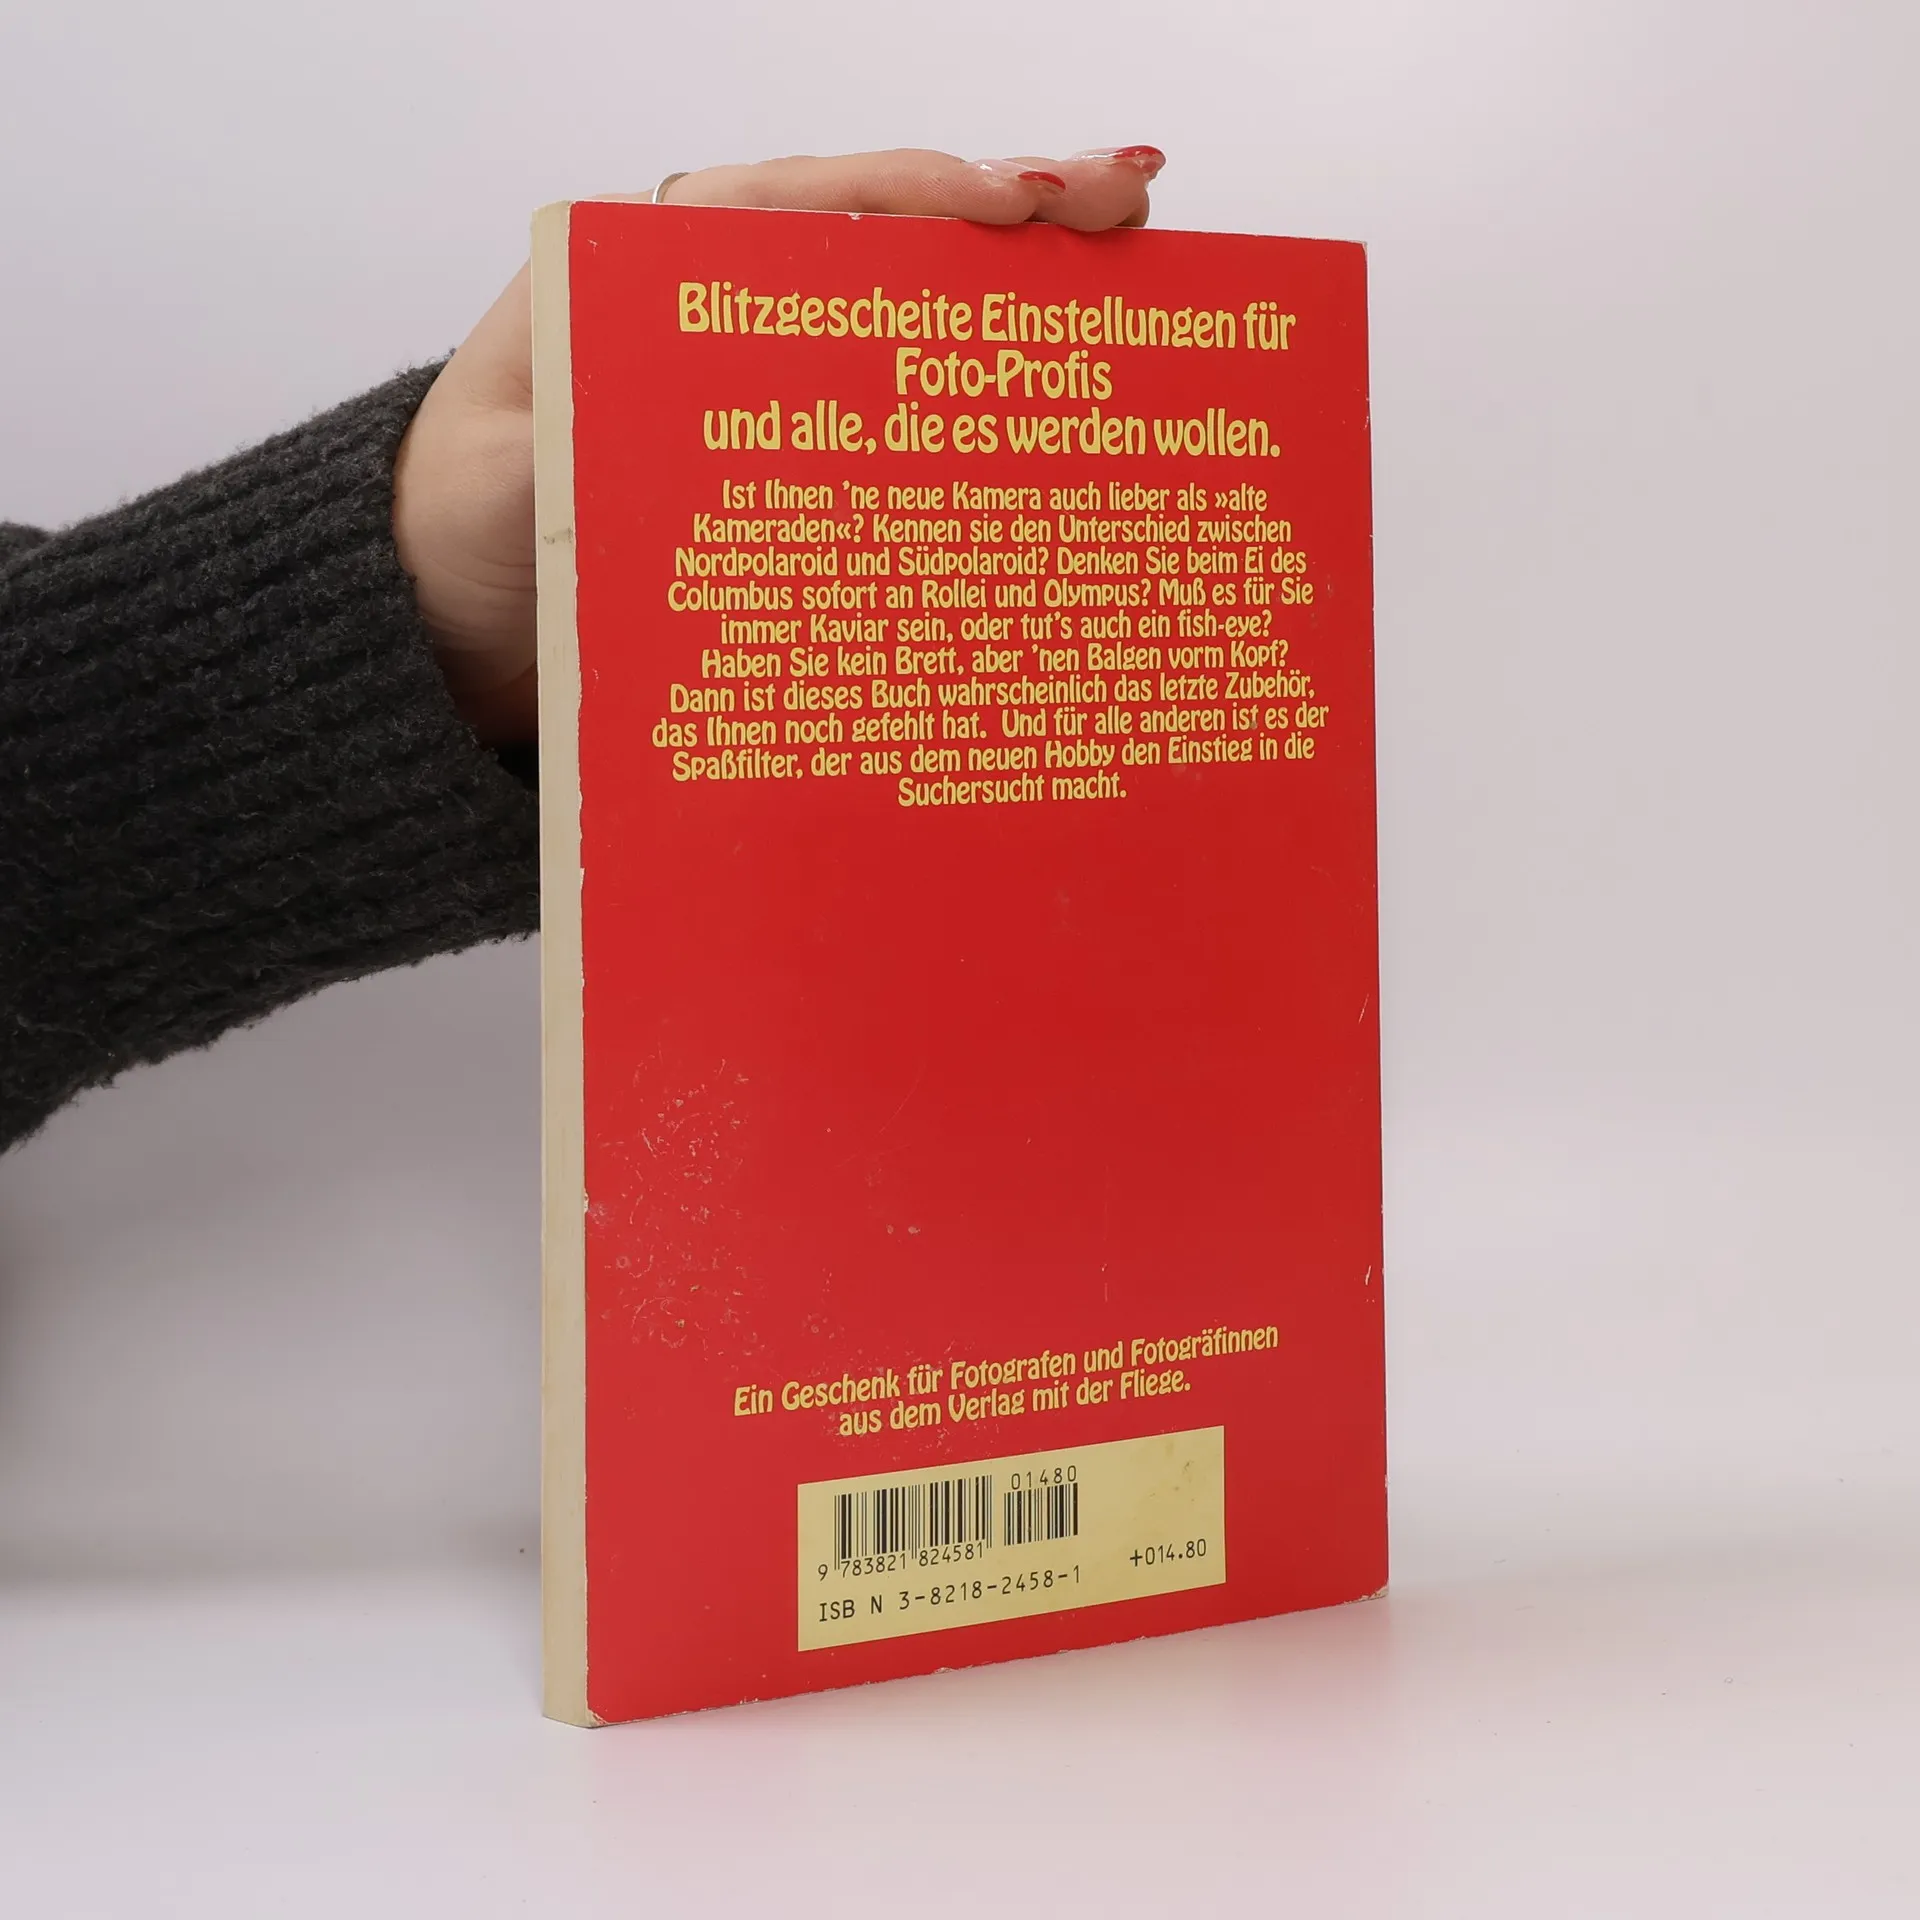 Blitzgescheite Einstellungen für
Foto-Profis
und alle, die es werden wollen.
Ist Ihnen 'ne neue Kamera auch lieber als »alte
Kameraden«? Kennen sie den Unterschied zwischen
Nordpolaroid und Südpolaroid? Denken Sie beim Ei des
Columbus sofort an Rollei und Olympus? Muß es für Sie
immer Kaviar sein, oder tut's auch ein fish-eye?
Haben Sie kein Brett, aber 'nen Balgen vorm Kopf?
Dann ist dieses Buch wahrscheinlich das letzte Zubehör,
das Ihnen noch gefehlt hat. Und für alle anderen ist es der
Spaßfilter, der aus dem neuen Hobby den Einstieg in die
Suchersucht macht.
Ein Geschenk für Fotografen und Fotogräfinnen
aus dem Verlag mit der Fliege.
01480
9 783821 824581
+014.80
ISB N 3-8218-2458-1